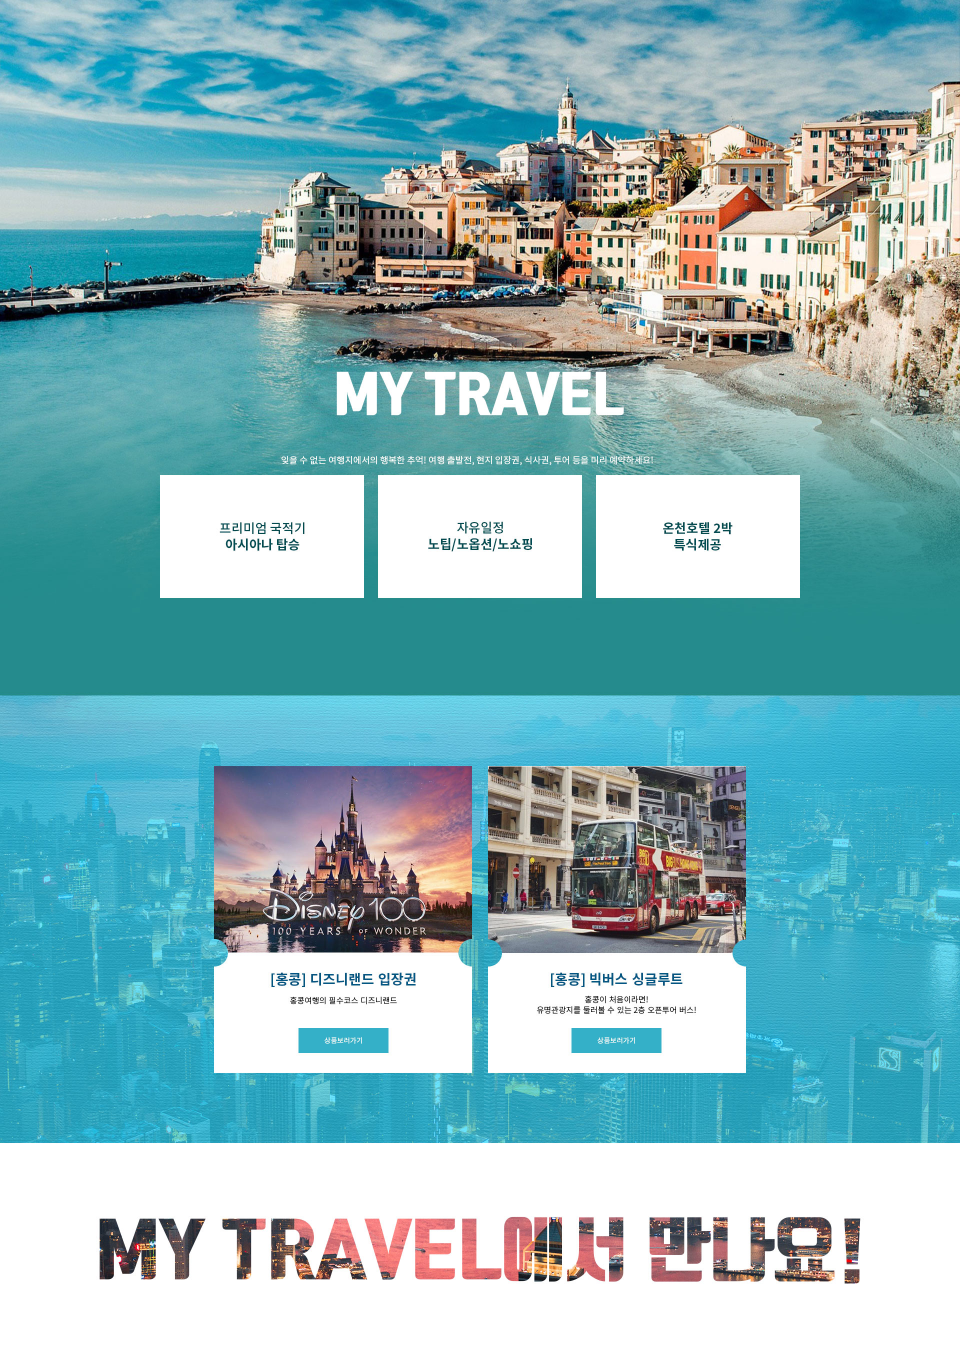 MY TRAVEL
잊을 수 없는 여행지에서의 행복한 추억! 여행 출발전, 현지 입장권, 식사권, 투어 등을 미리 예약하세요!
프리미엄 국적기
아시아나 탑승
자유일정
노팁/노옵션/노쇼핑
온천호텔 2박
특식제공
DISNEY 100
100 YEARS OF WONDER
[홍콩] 디즈니랜드 입장권
홍콩여행의 필수코스 디즈니랜드
상품보러가기
[홍콩] 빅버스 싱글루트
홍콩이 처음이라면!
유명관광지를 둘러볼 수 있는 2층 오픈투어 버스!
상품보러가기
MY TRAVEL에서 만나요!